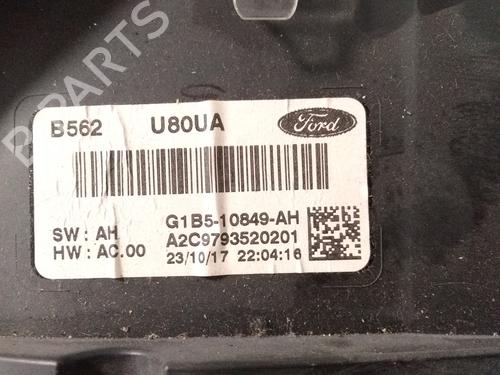 B PARTS
B562 U80UA Ford
G1B5-10849-AH
SW : AH A2C9793520201
HW : AC.00 23/10/17 22:04:16